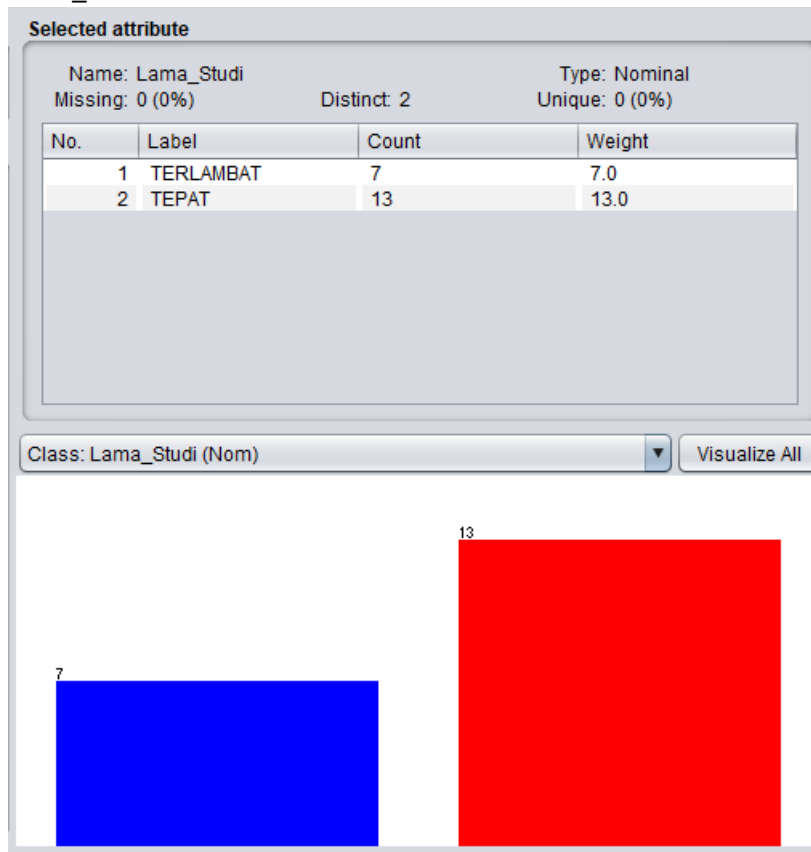 Selected attribute
Name: Lama_Studi Type: Nominal
Missing: 0 (0%) Distinct: 2 Unique: 0 (0%)
No. Label Count Weight
1 TERLAMBAT 7 7.0
2 TEPAT 13 13.0
Class: Lama_Studi (Nom) Visualize All
13
7